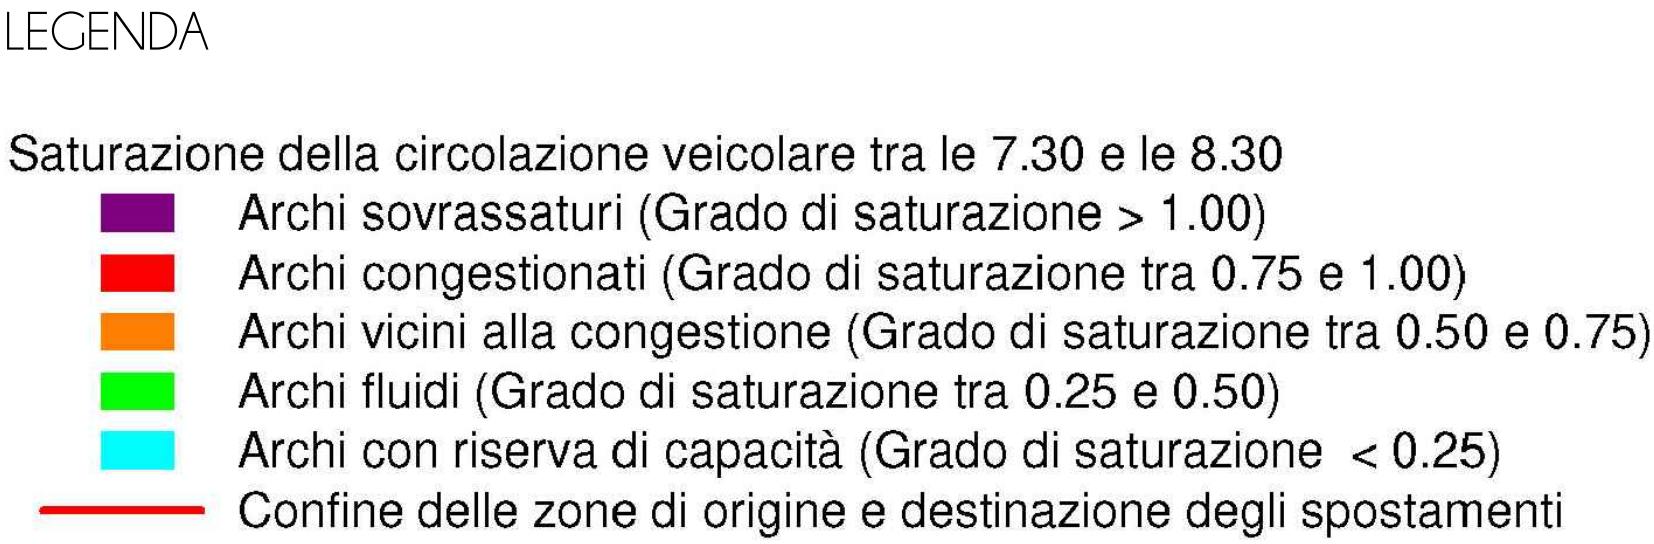 LEGENDA
Saturazione della circolazione veicolare tra le 7.30 e le 8.30
Archi sovrassaturi (Grado di saturazione > 1.00)
Archi congestionati (Grado di saturazione tra 0.75 e 1.00)
Archi vicini alla congestione (Grado di saturazione tra 0.50 e 0.75)
Archi fluidi (Grado di saturazione tra 0.25 e 0.50)
Archi con riserva di capacità (Grado di saturazione < 0.25)
Confine delle zone di origine e destinazione degli spostamenti